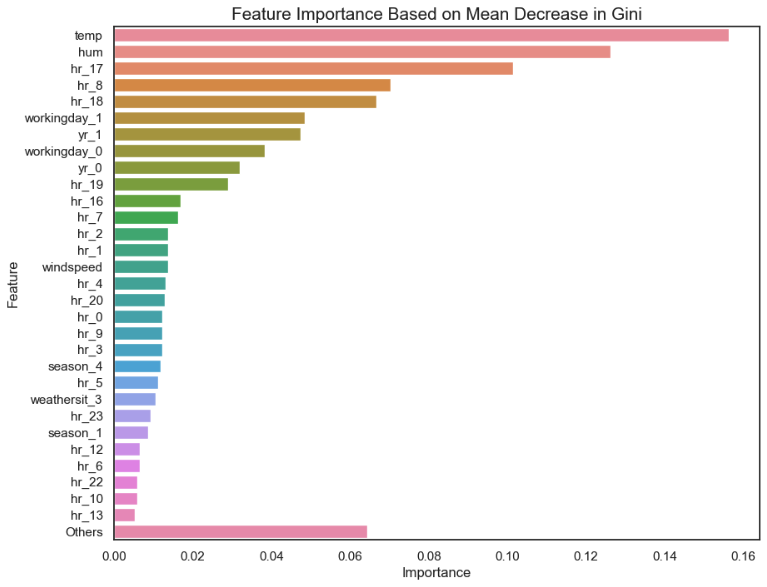 Feature Importance Based on Mean Decrease in Gini
temp
hum
hr_17
hr_8
hr_18
workingday_1
yr_1
workingday_0
yr_0
hr_19
hr_16
hr_7
hr_2
hr_1
windspeed
hr_4
hr_20
hr_0
hr_9
hr_3
season_4
hr_5
weathersit_3
hr_23
season_1
hr_12
hr_6
hr_22
hr_10
hr_13
Others
Feature
0.00 0.02 0.04 0.06 0.08 0.10 0.12 0.14 0.16
Importance